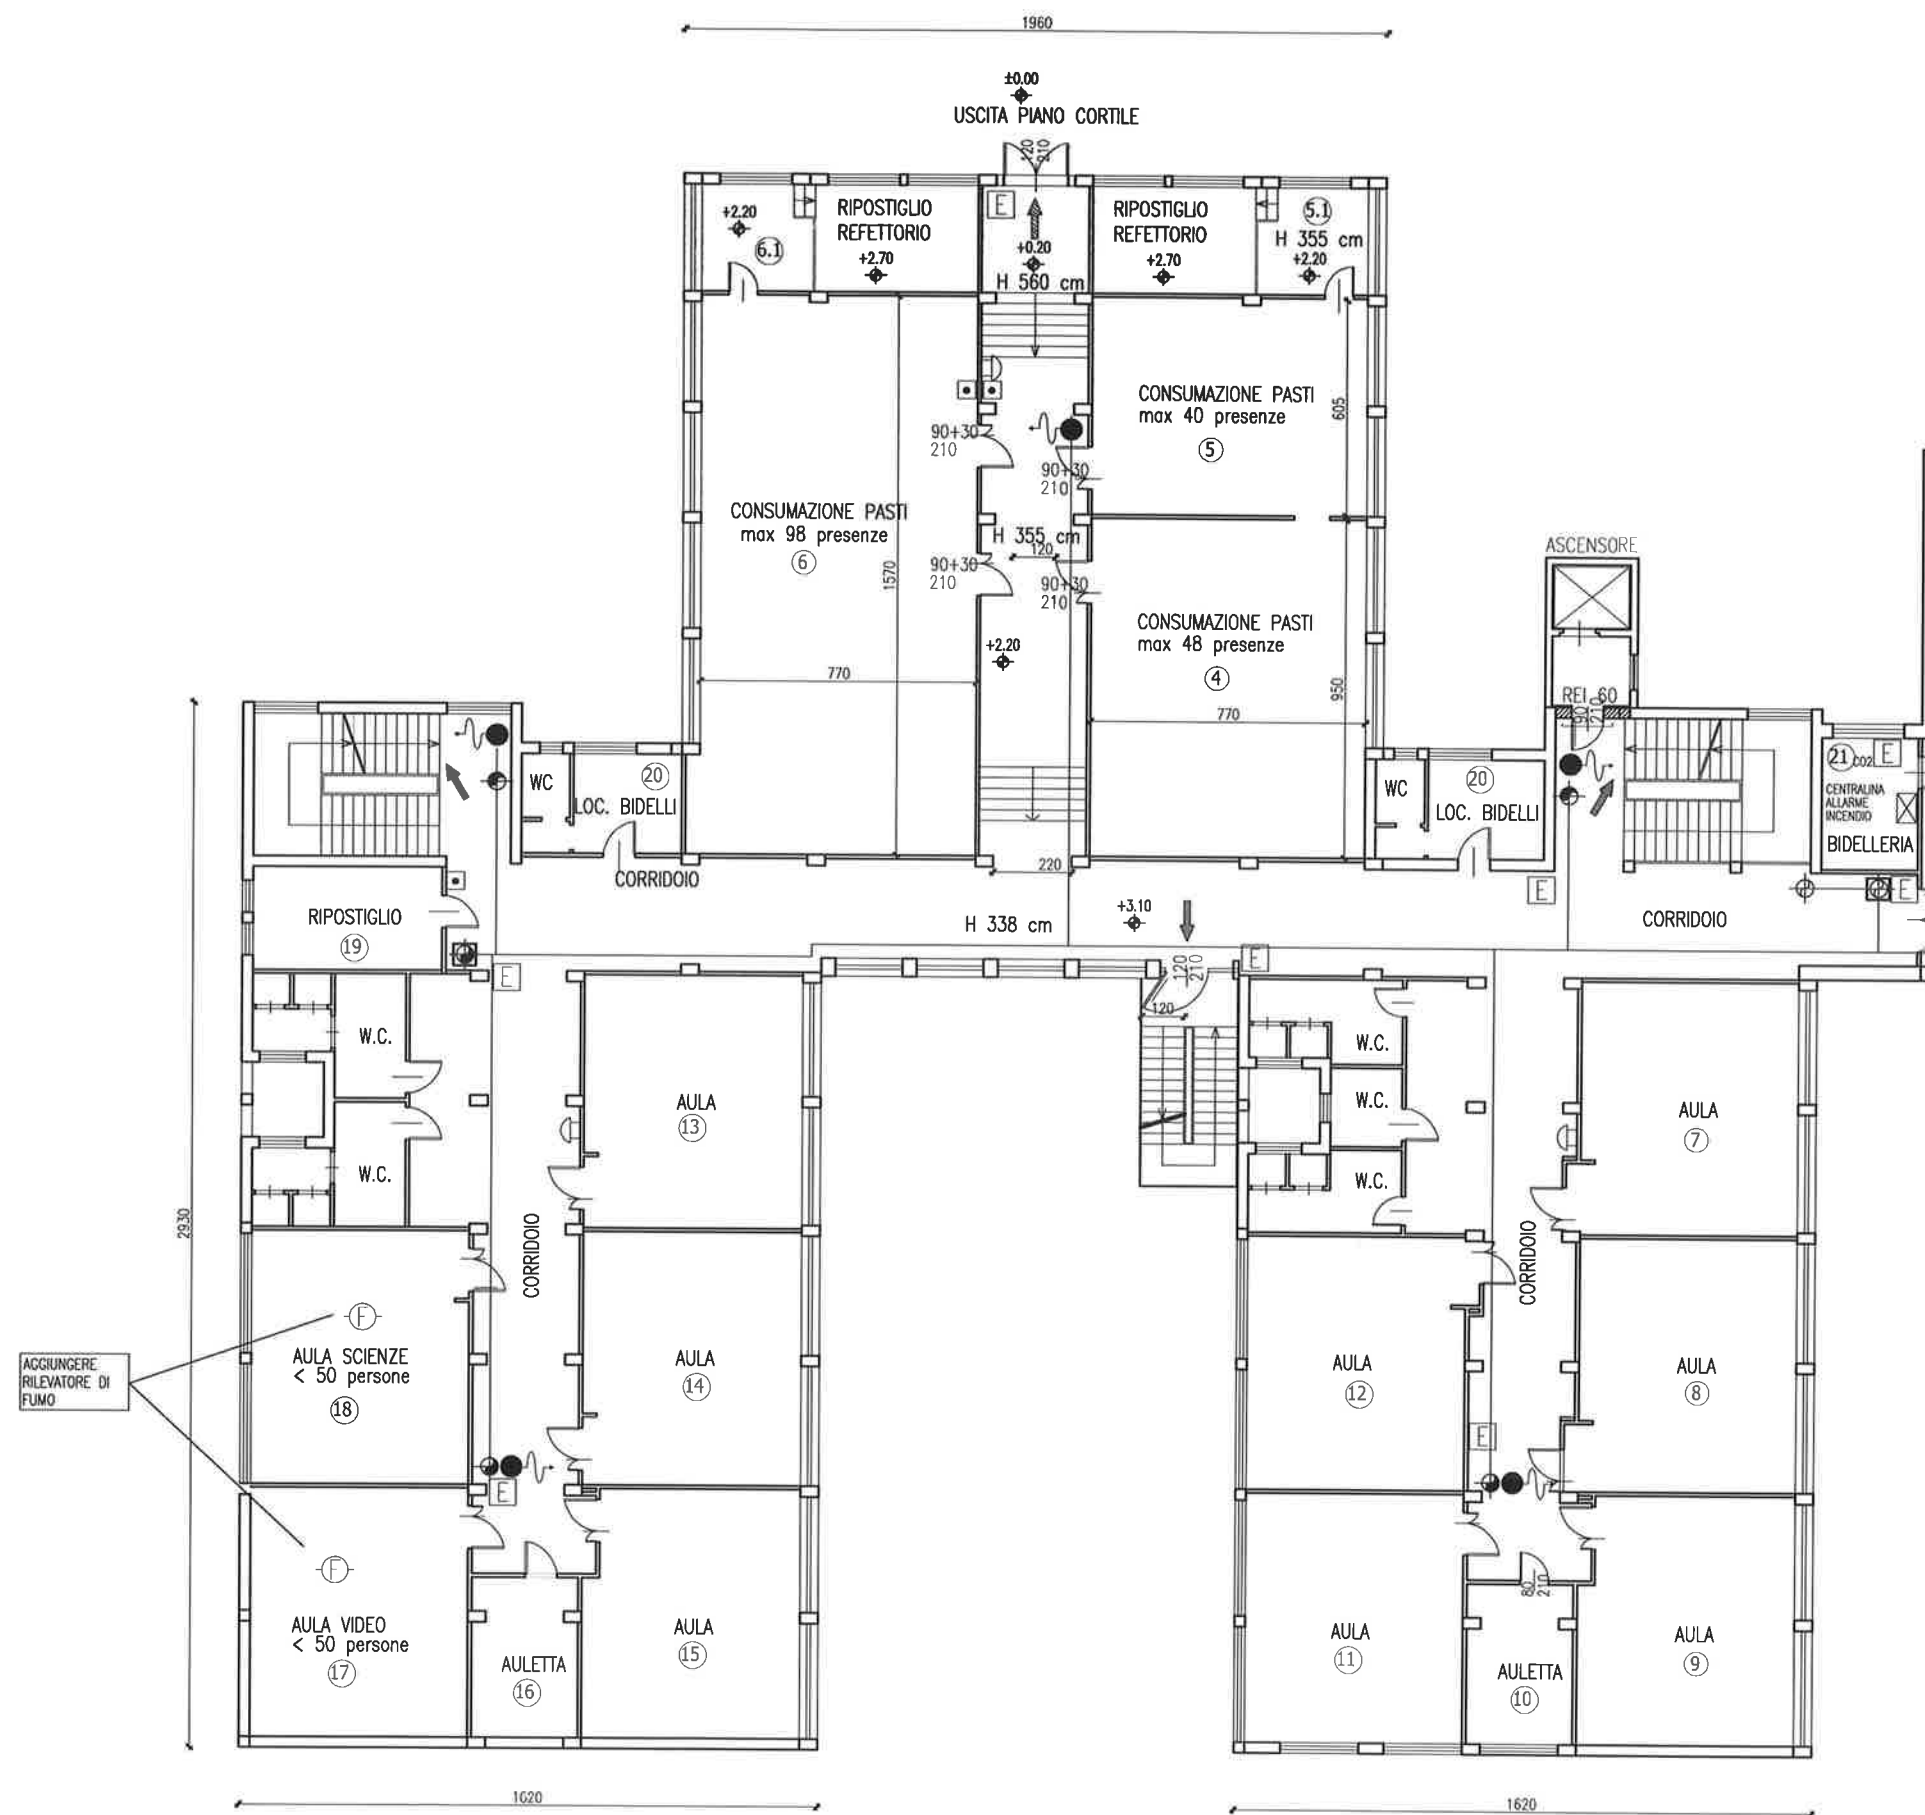 1960
±0.00
USCITA PIANO CORTILE
120
210
+2.20
6.1
RIPOSTIGLIO
REFETTORIO
+2.70
E
+0.20
H 560 cm
RIPOSTIGLIO
REFETTORIO
+2.70
5.1
H 355 cm
+2.20
CONSUMAZIONE PASTI
max 40 presenze
5
605
90+30
210
90+30
210
CONSUMAZIONE PASTI
max 98 presenze
6
1570
H 355 cm
120
90+30
210
90+30
210
CONSUMAZIONE PASTI
max 48 presenze
4
950
+2.20
770
770
ASCENSORE
REI 60
90
210
WC
20
LOC. BIDELLI
WC
20
LOC. BIDELLI
21
CO2
E
CENTRALINA
ALLARME
INCENDIO
BIDELLERIA
CORRIDOIO
220
E
E
RIPOSTIGLIO
19
H 338 cm
+3.10
CORRIDOIO
E
E
120
210
120
W.C.
W.C.
AULA
13
W.C.
W.C.
W.C.
AULA
7
2930
CORRIDOIO
CORRIDOIO
AGGIUNGERE
RILEVATORE DI
FUMO
F
AULA SCIENZE
< 50 persone
18
AULA
14
AULA
12
AULA
8
E
E
F
AULA VIDEO
< 50 persone
17
AULETTA
16
AULA
15
AULA
11
80
210
AULETTA
10
AULA
9
1620
1620